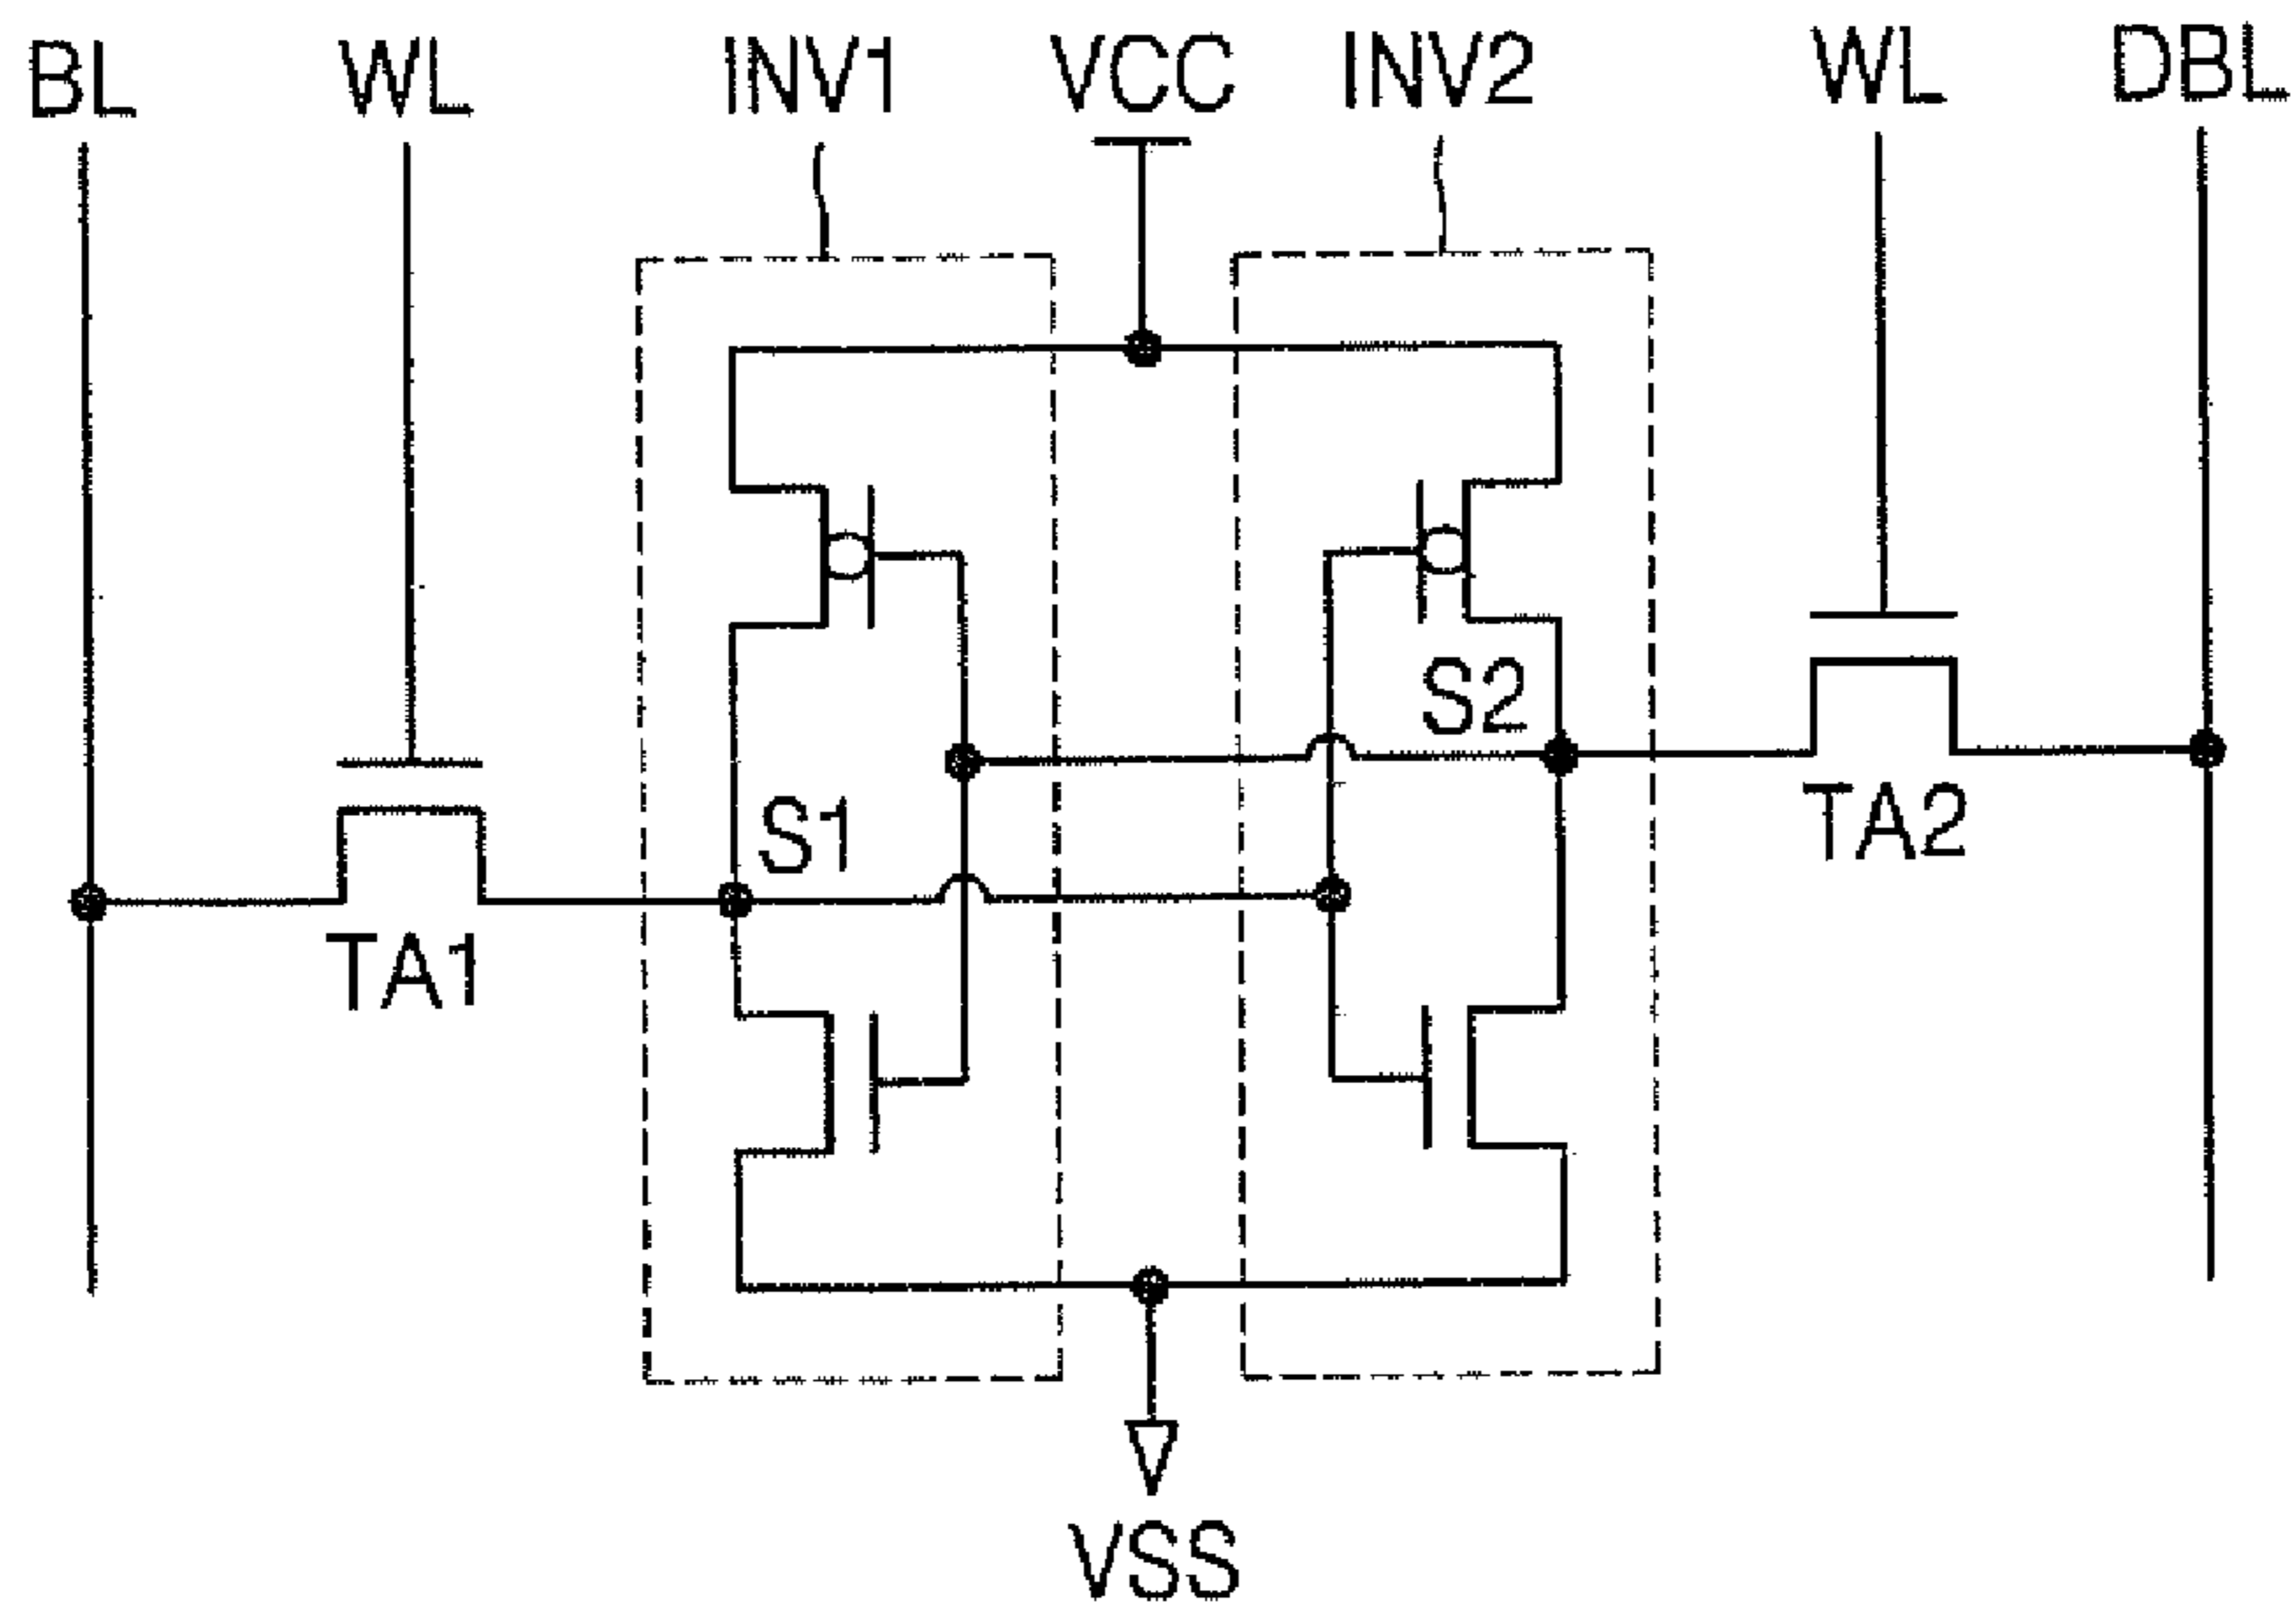 BL WL INV1 VCC INV2 WL DBL
S2
S1
TA2
TA1
VSS